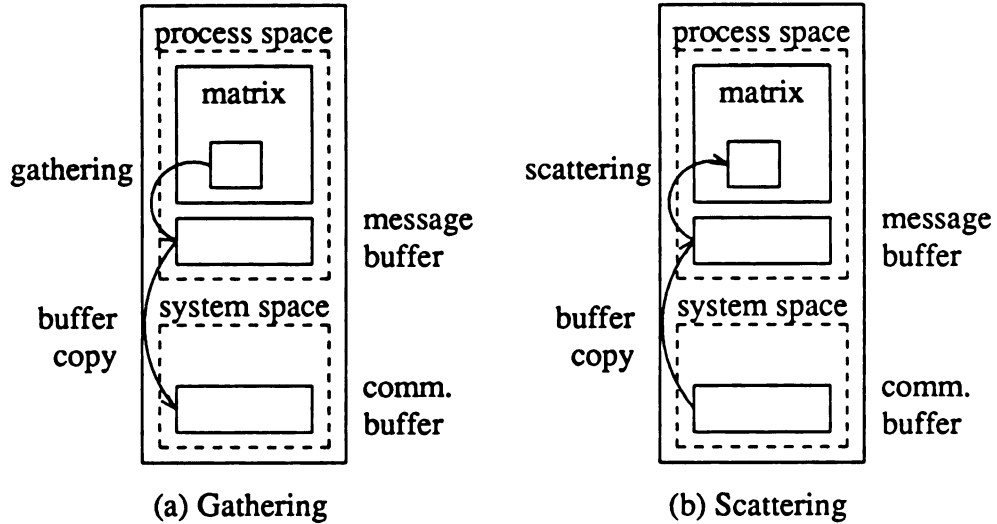 process space
matrix
gathering
message
buffer
system space
buffer
copy
comm.
buffer
(a) Gathering
process space
matrix
scattering
message
buffer
system space
buffer
copy
comm.
buffer
(b) Scattering